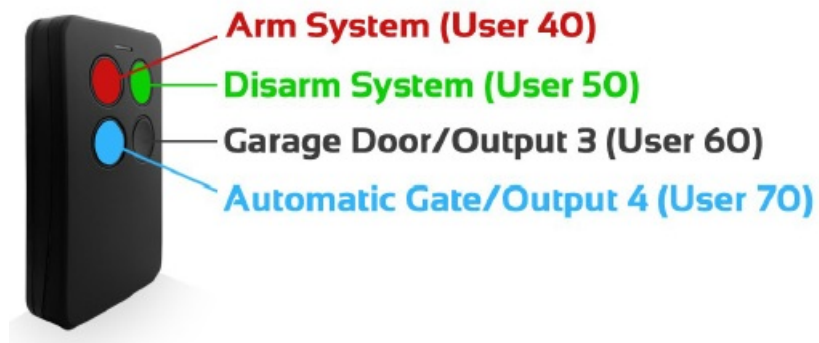 Arm System (User 40)
Disarm System (User 50)
Garage Door/Output 3 (User 60)
Automatic Gate/Output 4 (User 70)